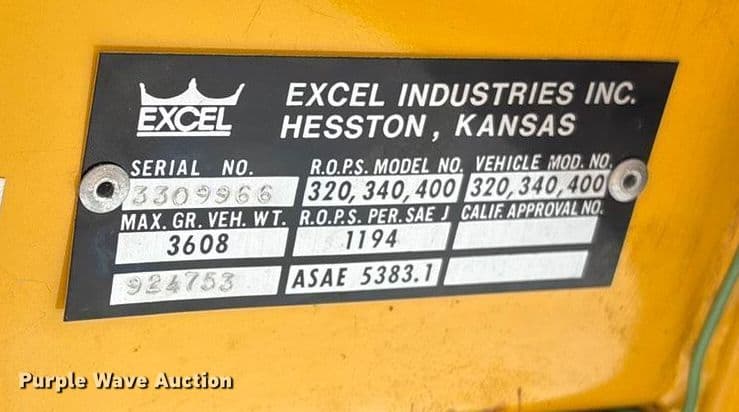 EXCEL
EXCEL INDUSTRIES INC.
HESSTON, KANSAS
SERIAL NO. R.O.P.S. MODEL NO. VEHICLE MOD. NO.
3309966 320,340,400 320,340,400
MAX. GR. VEH. WT. R.O.P.S. PER. SAE J CALIF. APPROVAL NO.
3608 1194
924753 ASAE 5383.1
Purple Wave Auction